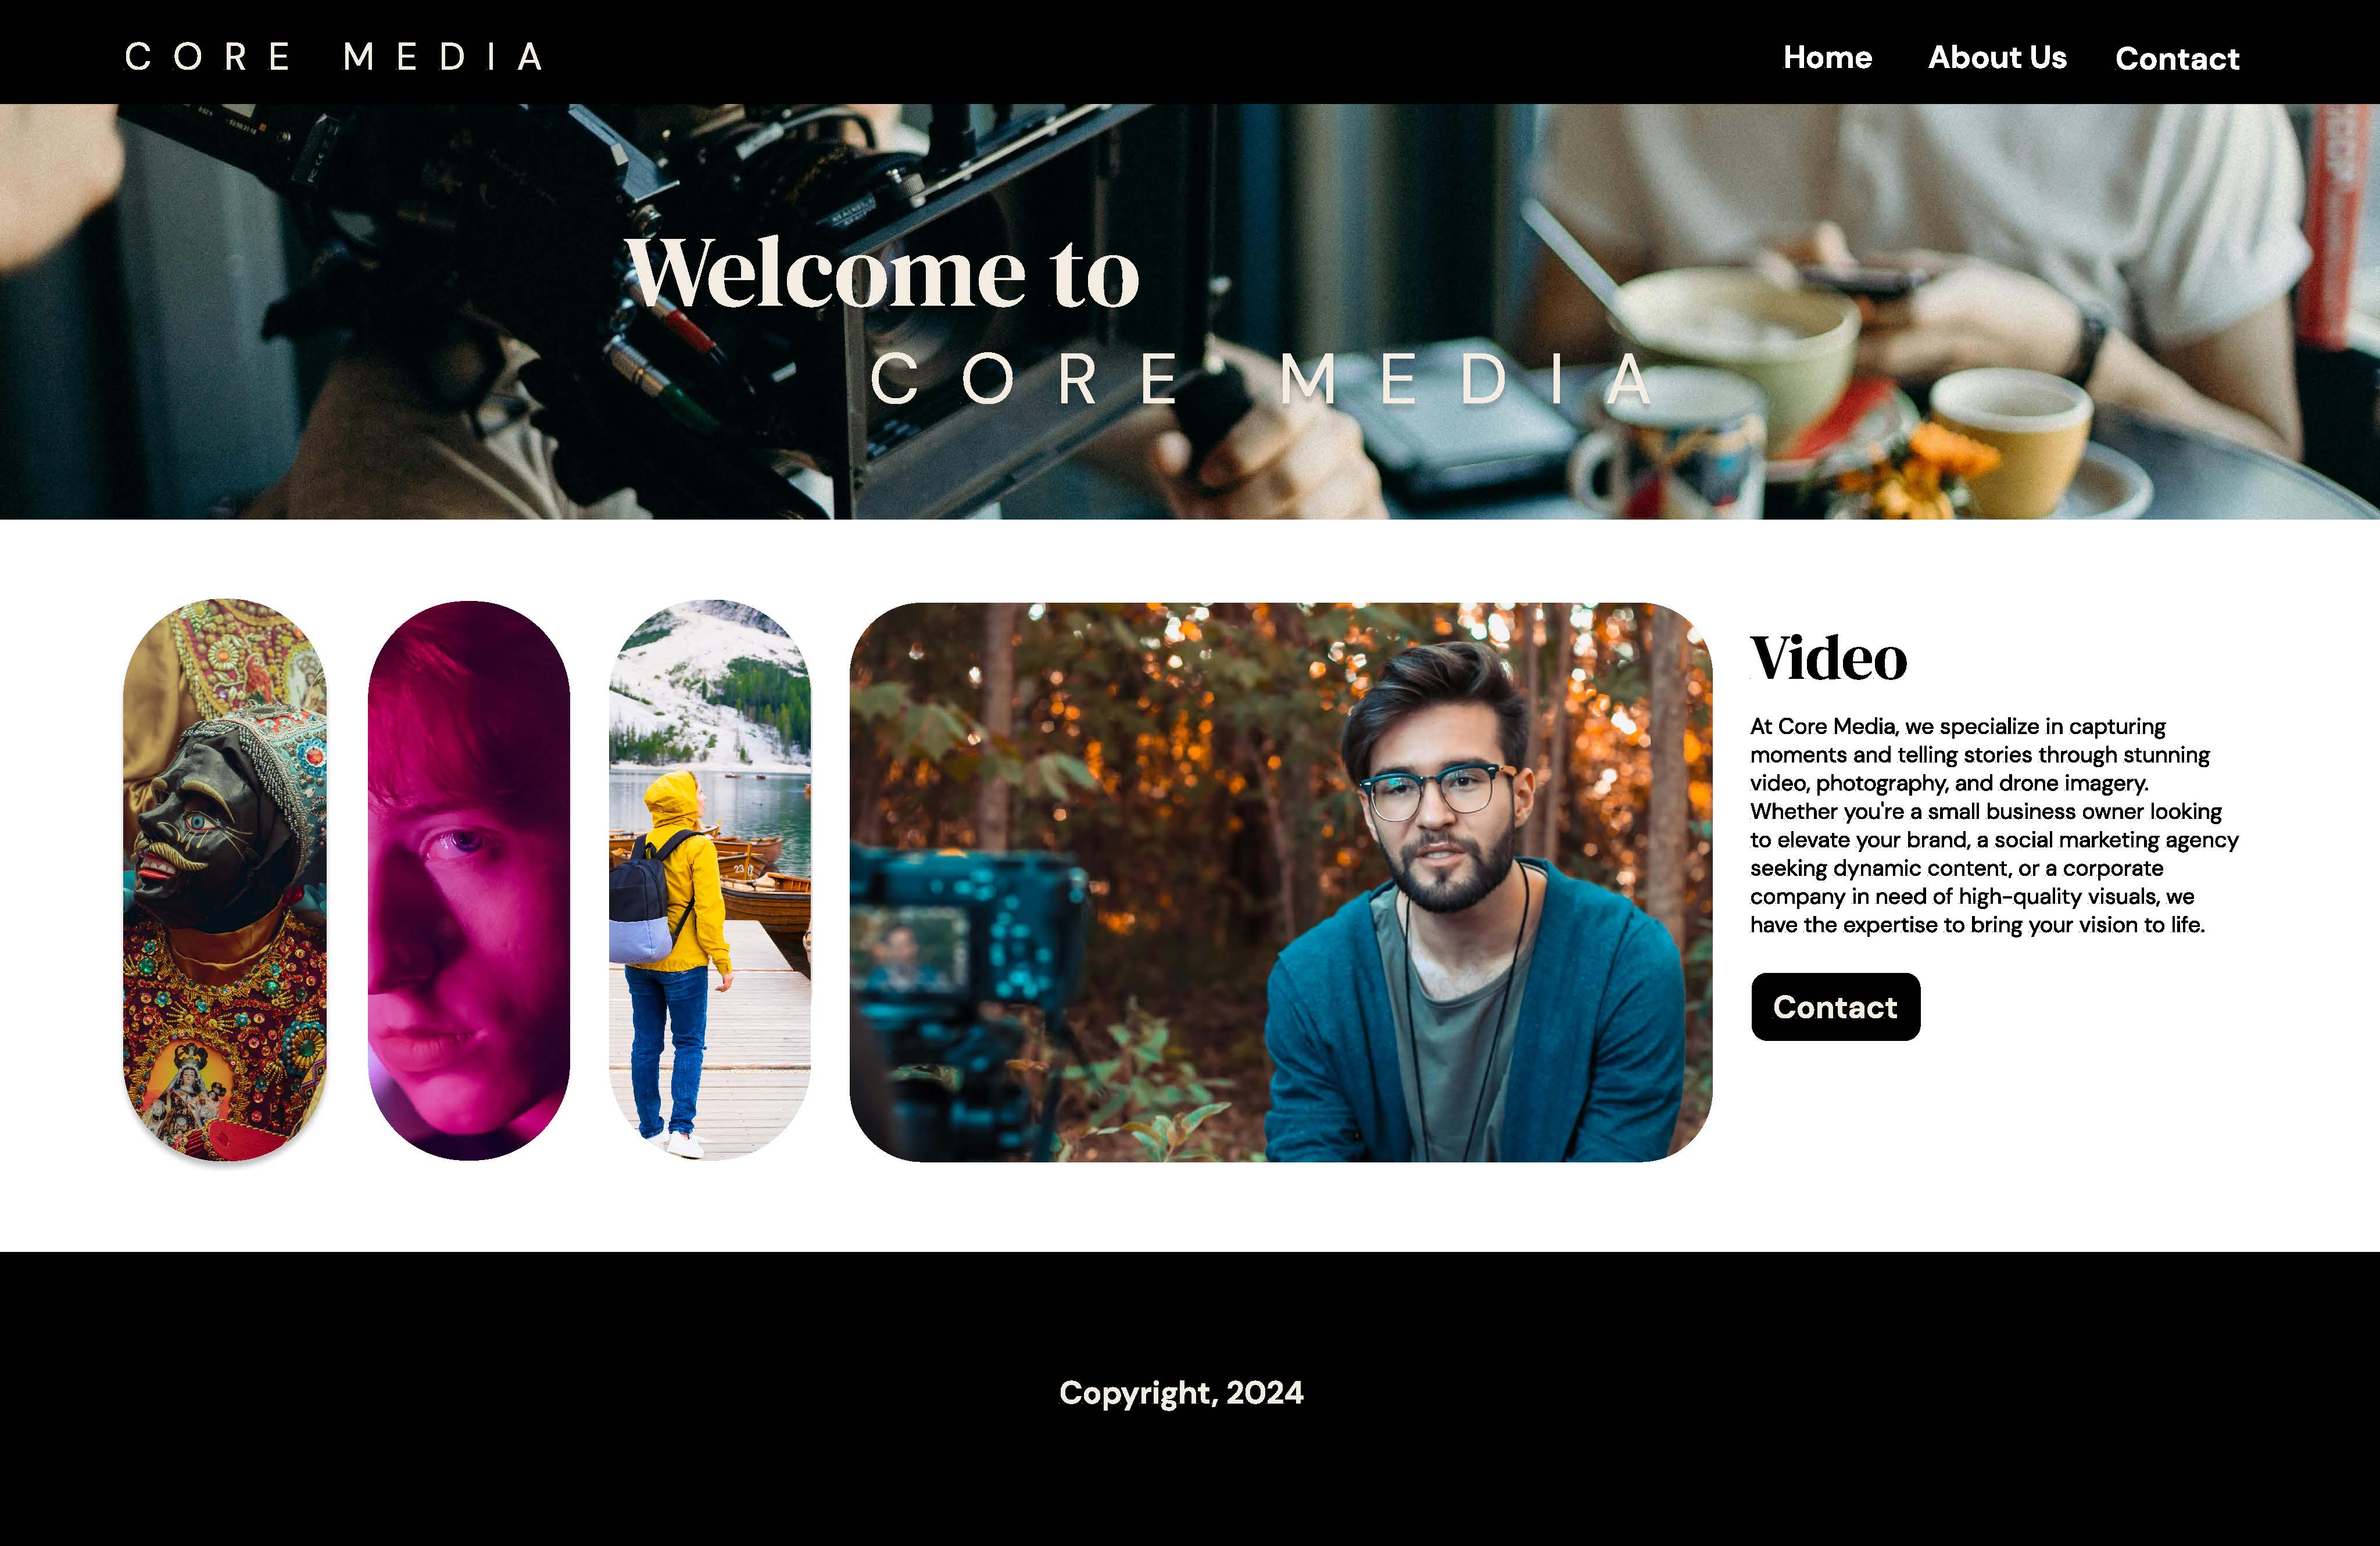 CORE MEDIA
Home About Us Contact
Welcome to
CORE MEDIA
Video
At Core Media, we specialize in capturing
moments and telling stories through stunning
video, photography, and drone imagery.
Whether you're a small business owner looking
to elevate your brand, a social marketing agency
seeking dynamic content, or a corporate
company in need of high-quality visuals, we
have the expertise to bring your vision to life.
Contact
23
Copyright, 2024